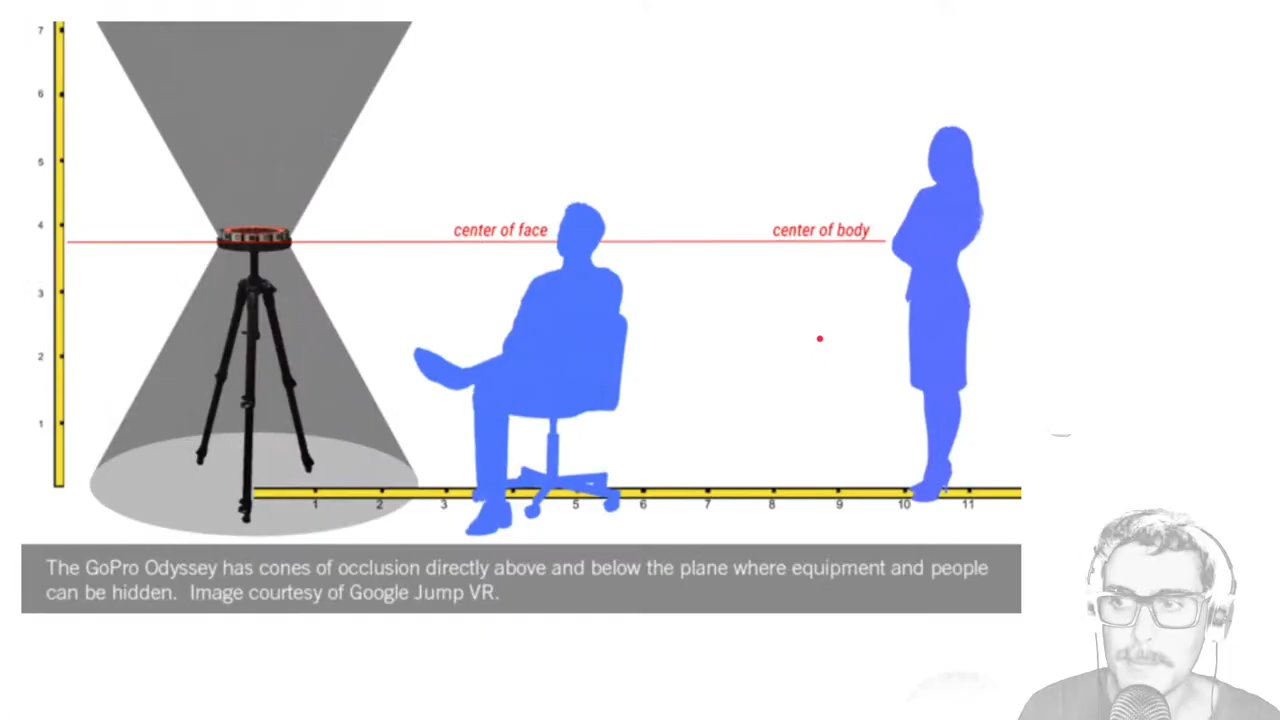 7
6
5
4
3
2
1
center of face
center of body
1 2 3 5 6 7 8 9 10 11
The GoPro Odyssey has cones of occlusion directly above and below the plane where equipment and people
can be hidden. Image courtesy of Google Jump VR.